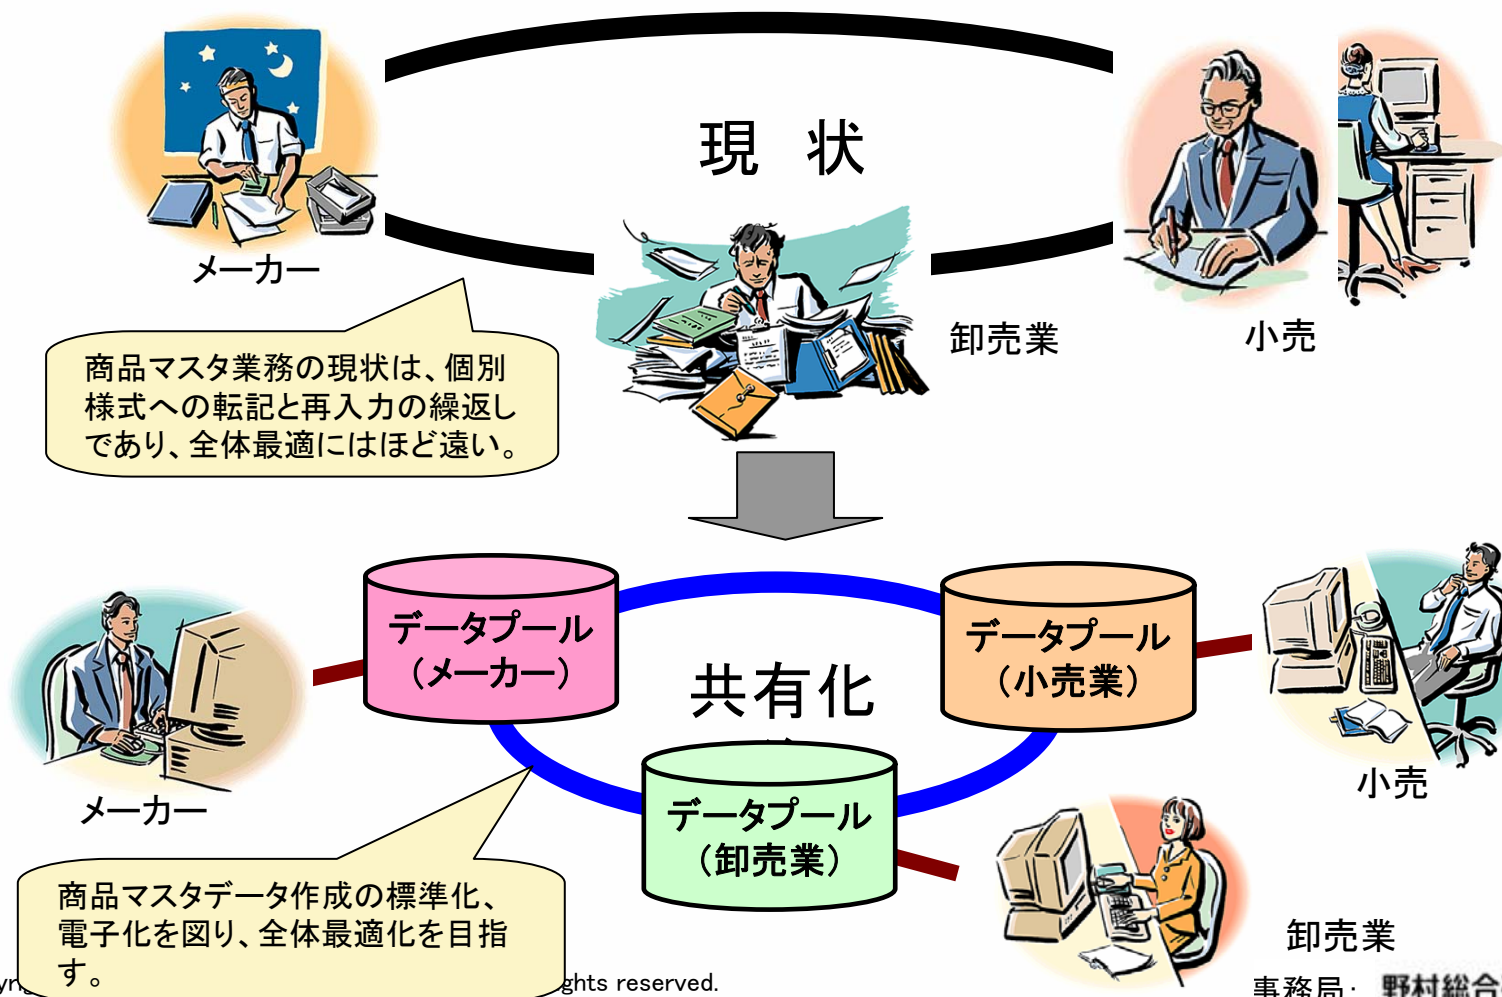 現 状
メーカー
卸売業
小売
商品マスタ業務の現状は、個別
様式への転記と再入力の繰返し
であり、全体最適にはほど遠い。
データプール
（メーカー）
データプール
（小売業）
共有化
データプール
（卸売業）
メーカー
小売
卸売業
商品マスタデータ作成の標準化、
電子化を図り、全体最適化を目指
す。
reserved.
事務局： 野村総合